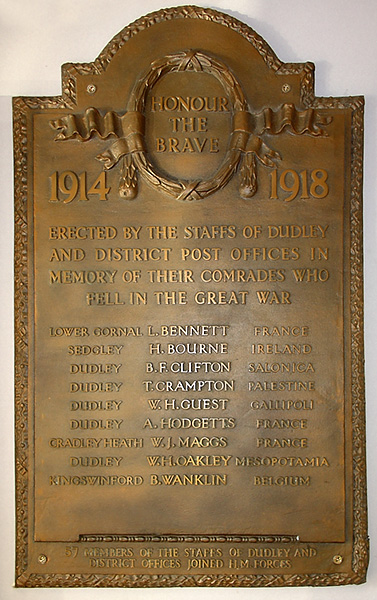 HONOUR
THE
BRAVE
1914 1918
ERECTED BY THE STAFFS OF DUDLEY
AND DISTRICT POST OFFICES IN
MEMORY OF THEIR COMRADES WHO
FELL IN THE GREAT WAR
LOWER GORNAL L. BENNETT FRANCE
SEDGLEY H. BOURNE IRELAND
DUDLEY B. F. CLIFTON SALONICA
DUDLEY T. CRAMPTON PALESTINE
DUDLEY W. H. GUEST GALLIPOLI
DUDLEY A. HODGETTS FRANCE
CRADLEY HEATH W. J. MAGGS FRANCE
DUDLEY W. H. OAKLEY MESOPOTAMIA
KINGSWINFORD B. WANKLIN BELGIUM
MEMBERS OF THE STAFFS OF DUDLEY AND
DISTRICT OFFICES JOINED H.M FORCES